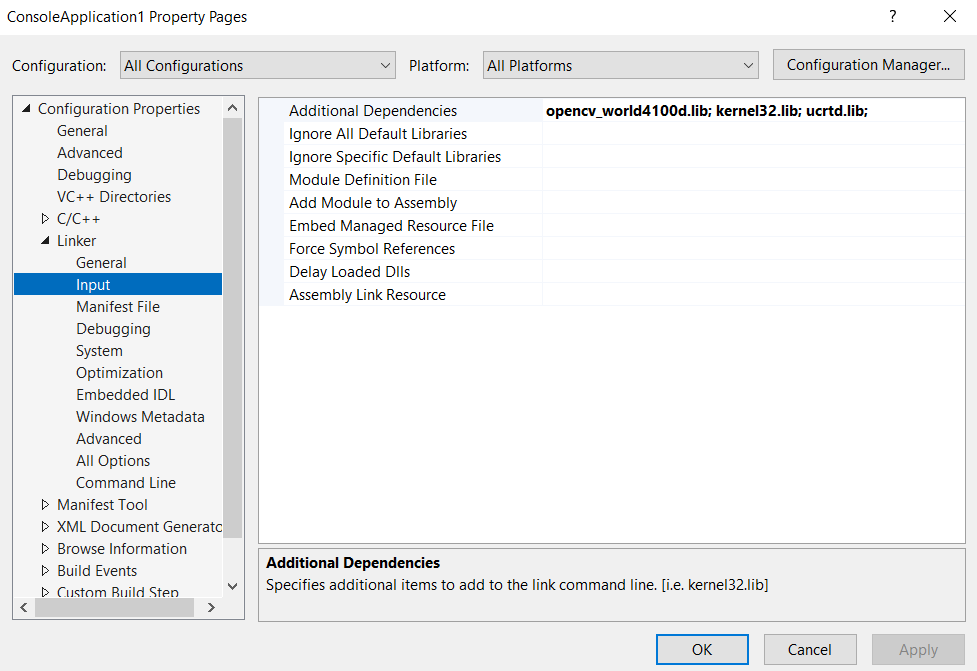 ConsoleApplication1 Property Pages
?
Configuration: All Configurations Platform: All Platforms Configuration Manager...
Configuration Properties
General
Advanced
Debugging
VC++ Directories
C/C++
Linker
General
Input
Manifest File
Debugging
System
Optimization
Embedded IDL
Windows Metadata
Advanced
All Options
Command Line
Manifest Tool
XML Document Generato
Browse Information
Build Events
Custom Build Step
Additional Dependencies opencv_world4100d.lib; kernel32.lib; ucrtd.lib;
Ignore All Default Libraries
Ignore Specific Default Libraries
Module Definition File
Add Module to Assembly
Embed Managed Resource File
Force Symbol References
Delay Loaded Dlls
Assembly Link Resource
Additional Dependencies
Specifies additional items to add to the link command line. [i.e. kernel32.lib]
OK Cancel Apply